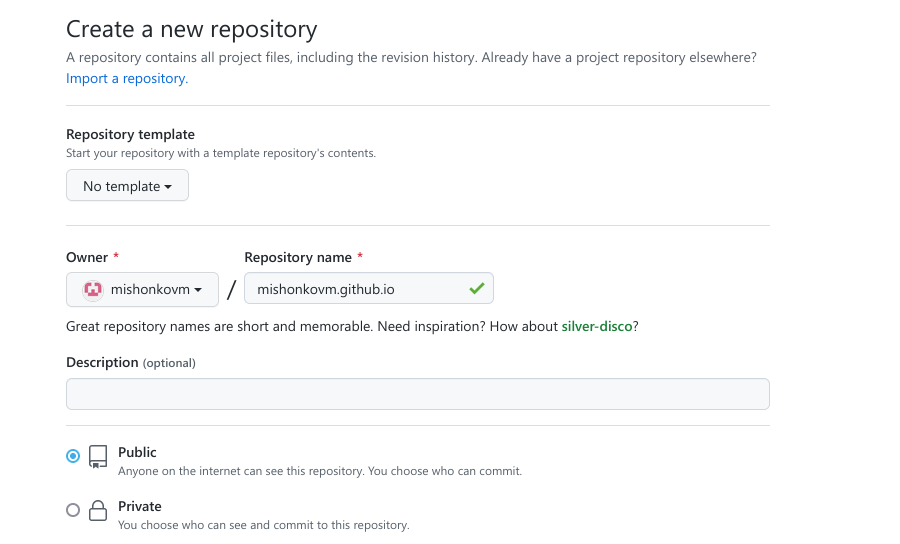 Create a new repository
A repository contains all project files, including the revision history. Already have a project repository elsewhere?
Import a repository.
Repository template
Start your repository with a template repository's contents.
No template
Owner * Repository name *
mishonkovm / mishonkovm.github.io
Great repository names are short and memorable. Need inspiration? How about silver-disco?
Description (optional)
Public
Anyone on the internet can see this repository. You choose who can commit.
Private
You choose who can see and commit to this repository.